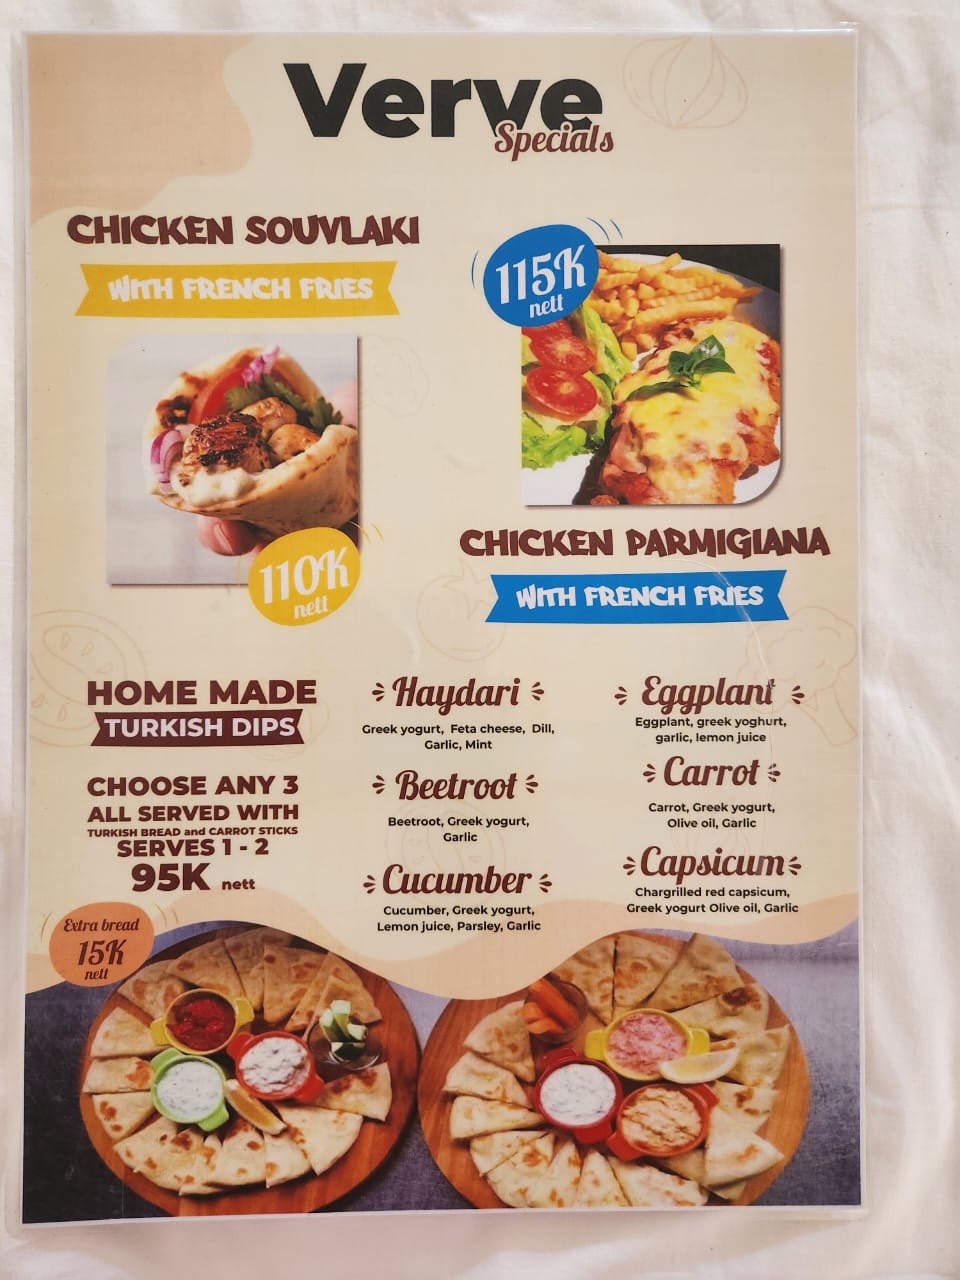 Verve
Specials
CHICKEN SOUVLAKI
WITH FRENCH FRIES
110K
nett
115K
nett
CHICKEN PARMIGIANA
WITH FRENCH FRIES
HOME MADE
TURKISH DIPS
CHOOSE ANY 3
ALL SERVED WITH
TURKISH BREAD and CARROT STICKS
SERVES 1 - 2
95K nett
Extra bread
15K
nett
Haydari
Greek yogurt, Feta cheese, Dill,
Garlic, Mint
Beetroot
Beetroot, Greek yogurt,
Garlic
Cucumber
Cucumber, Greek yogurt,
Lemon juice, Parsley, Garlic
Eggplant
Eggplant, greek yoghurt,
garlic, lemon juice
Carrot
Carrot, Greek yogurt,
Olive oil, Garlic
Capsicum
Chargrilled red capsicum,
Greek yogurt Olive oil, Garlic